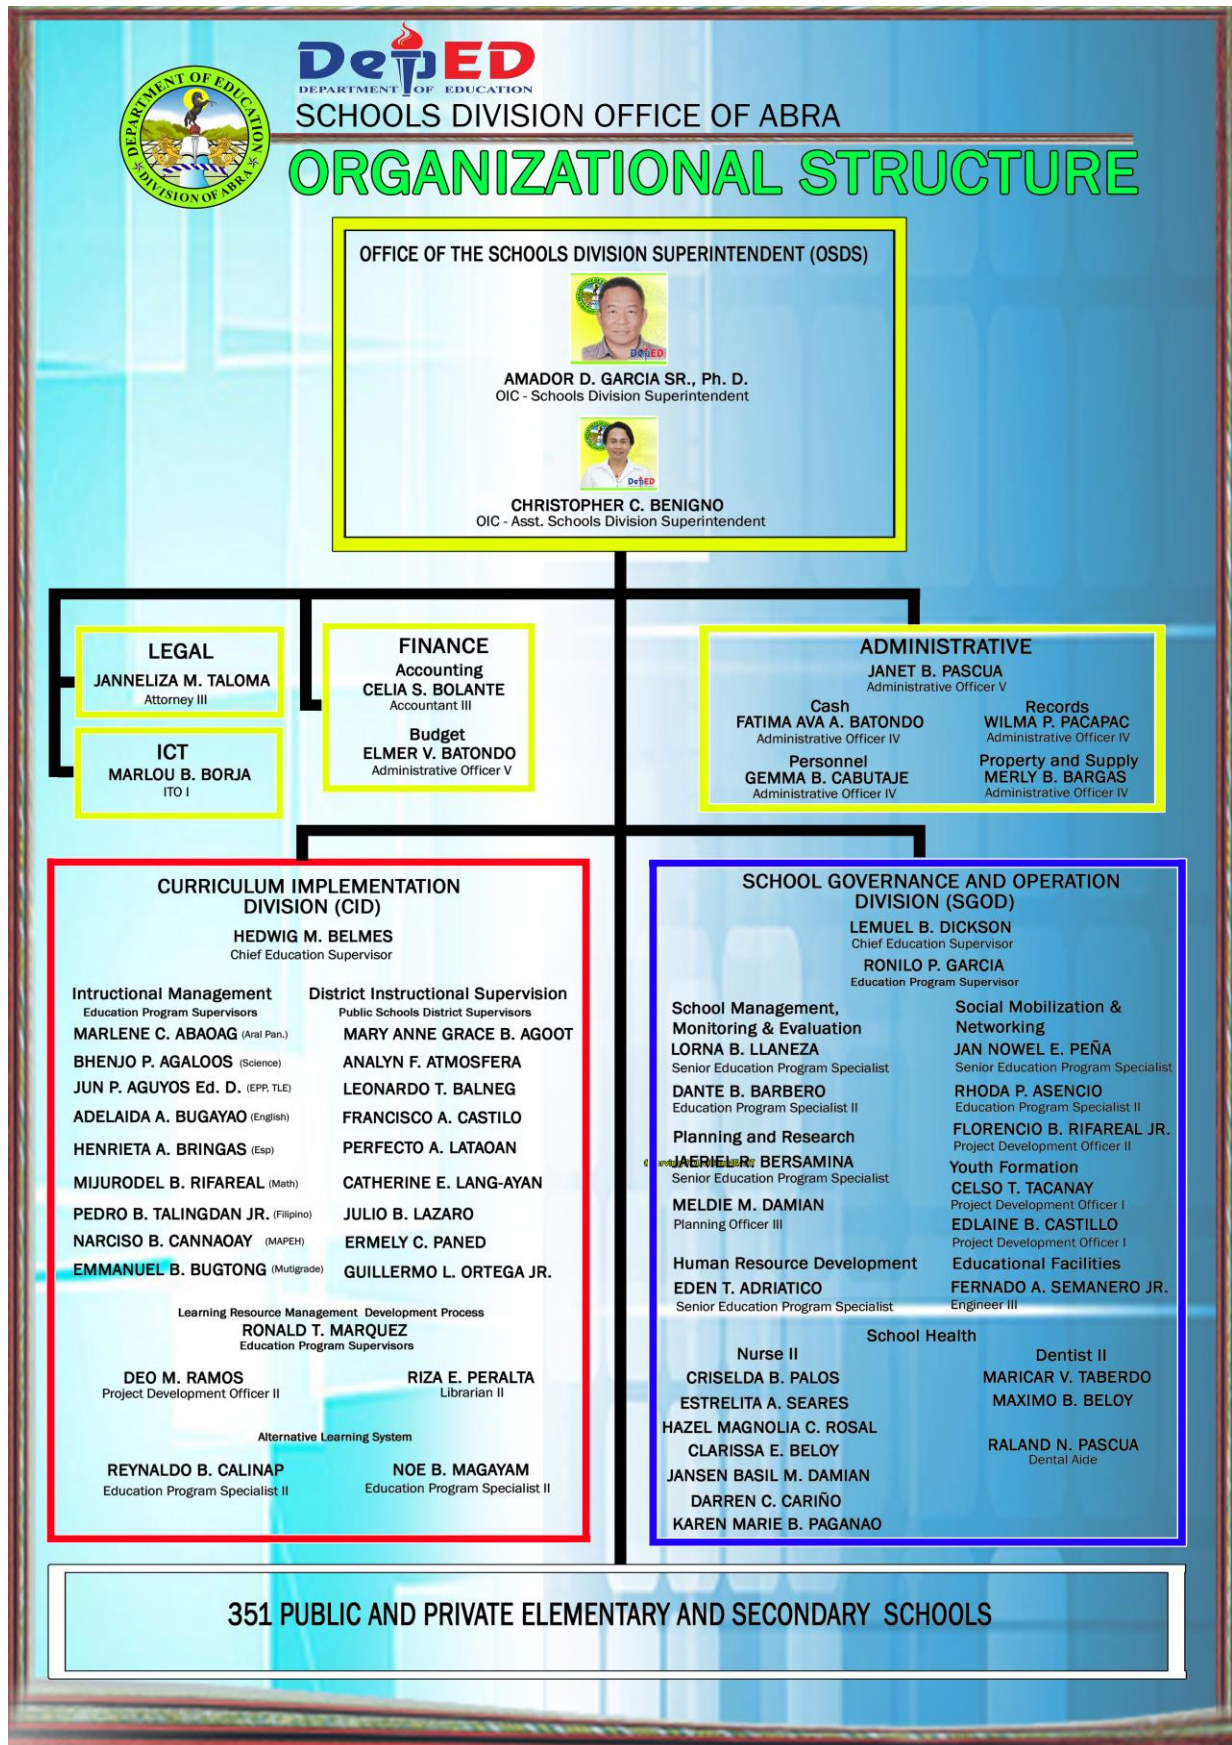 DepED
DEPARTMENT OF EDUCATION
SCHOOLS DIVISION OFFICE OF ABRA
DEPARTMENT OF EDUCATION
DIVISION OF ABRA
ORGANIZATIONAL STRUCTURE
OFFICE OF THE SCHOOLS DIVISION SUPERINTENDENT (OSDS)
DepED
AMADOR D. GARCIA SR., Ph. D.
OIC - Schools Division Superintendent
DepED
CHRISTOPHER C. BENIGNO
OIC - Asst. Schools Division Superintendent
LEGAL
JANNELIZA M. TALOMA
Attorney III
ICT
MARLOU B. BORJA
ITO I
FINANCE
Accounting
CELIA S. BOLANTE
Accountant III
Budget
ELMER V. BATONDO
Administrative Officer V
ADMINISTRATIVE
JANET B. PASCUA
Administrative Officer V
Cash
FATIMA AVA A. BATONDO
Administrative Officer IV
Records
WILMA P. PACAPAC
Administrative Officer IV
Personnel
GEMMA B. CABUTAJE
Administrative Officer IV
Property and Supply
MERLY B. BARGAS
Administrative Officer IV
CURRICULUM IMPLEMENTATION
DIVISION (CID)
HEDWIG M. BELMES
Chief Education Supervisor
Intructional Management
Education Program Supervisors
MARLENE C. ABAOAG (Aral Pan.)
BHENJO P. AGALOOS (Science)
JUN P. AGUYOS Ed. D. (EPP, TLE)
ADELAIDA A. BUGAYAO (English)
HENRIETA A. BRINGAS (Esp)
MIJURODEL B. RIFAREAL (Math)
PEDRO B. TALINGDAN JR. (Filipino)
NARCISO B. CANNAOAY (MAPEH)
EMMANUEL B. BUGTONG (Mutigrade)
District Instructional Supervision
Public Schools District Supervisors
MARY ANNE GRACE B. AGOOT
ANALYN F. ATMOSFERA
LEONARDO T. BALNEG
FRANCISCO A. CASTILO
PERFECTO A. LATAOAN
CATHERINE E. LANG-AYAN
JULIO B. LAZARO
ERMELY C. PANED
GUILLERMO L. ORTEGA JR.
Learning Resource Management Development Process
RONALD T. MARQUEZ
Education Program Supervisors
DEO M. RAMOS
Project Development Officer II
RIZA E. PERALTA
Librarian II
Alternative Learning System
REYNALDO B. CALINAP
Education Program Specialist II
NOE B. MAGAYAM
Education Program Specialist II
SCHOOL GOVERNANCE AND OPERATION
DIVISION (SGOD)
LEMUEL B. DICKSON
Chief Education Supervisor
RONILO P. GARCIA
Education Program Supervisor
School Management,
Monitoring & Evaluation
LORNA B. LLANEZA
Senior Education Program Specialist
DANTE B. BARBERO
Education Program Specialist II
Planning and Research
JAERIEL R. BERSAMINA
Senior Education Program Specialist
MELDIE M. DAMIAN
Planning Officer III
Human Resource Development
EDEN T. ADRIATICO
Senior Education Program Specialist
Social Mobilization &
Networking
JAN NOWEL E. PEÑA
Senior Education Program Specialist
RHODA P. ASENCIO
Education Program Specialist II
FLORENCIO B. RIFAREAL JR.
Project Development Officer II
Youth Formation
CELSO T. TACANAY
Project Development Officer I
EDLAINE B. CASTILLO
Project Development Officer I
Educational Facilities
FERNADO A. SEMANERO JR.
Engineer III
School Health
Nurse II
CRISELDA B. PALOS
ESTRELITA A. SEARES
HAZEL MAGNOLIA C. ROSAL
CLARISSA E. BELOY
JANSEN BASIL M. DAMIAN
DARREN C. CARIÑO
KAREN MARIE B. PAGANAO
Dentist II
MARICAR V. TABERDO
MAXIMO B. BELOY
RALAND N. PASCUA
Dental Aide
351 PUBLIC AND PRIVATE ELEMENTARY AND SECONDARY SCHOOLS